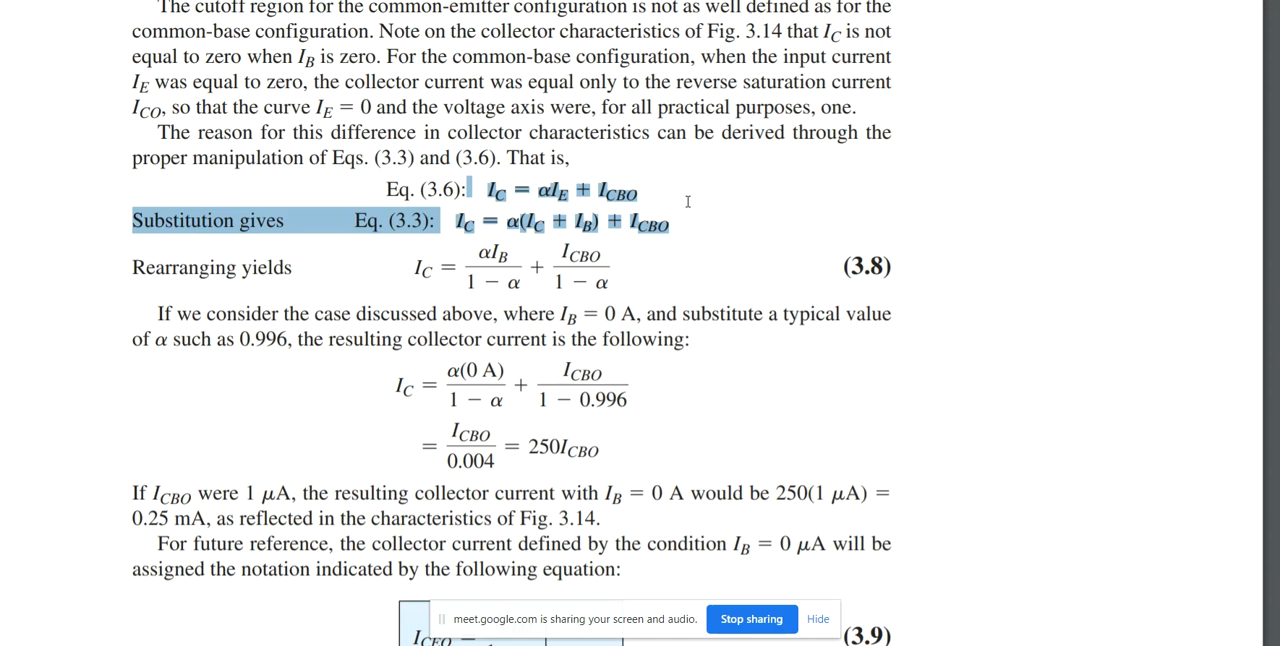 The cutoff region for the common-emitter configuration is not as well defined as for the
common-base configuration. Note on the collector characteristics of Fig. 3.14 that I_C is not
equal to zero when I_B is zero. For the common-base configuration, when the input current
I_E was equal to zero, the collector current was equal only to the reverse saturation current
I_CO, so that the curve I_E = 0 and the voltage axis were, for all practical purposes, one.
The reason for this difference in collector characteristics can be derived through the
proper manipulation of Eqs. (3.3) and (3.6). That is,
Eq. (3.6): I_C = αI_E + I_CBO
Substitution gives Eq. (3.3): I_C = α(I_C + I_B) + I_CBO
Rearranging yields I_C = αI_B / (1 − α) + I_CBO / (1 − α) (3.8)
If we consider the case discussed above, where I_B = 0 A, and substitute a typical value
of α such as 0.996, the resulting collector current is the following:
I_C = α(0 A) / (1 − α) + I_CBO / (1 − 0.996)
= I_CBO / 0.004 = 250I_CBO
If I_CBO were 1 μA, the resulting collector current with I_B = 0 A would be 250(1 μA) =
0.25 mA, as reflected in the characteristics of Fig. 3.14.
For future reference, the collector current defined by the condition I_B = 0 μA will be
assigned the notation indicated by the following equation:
meet.google.com is sharing your screen and audio. Stop sharing Hide
I_CEO = (3.9)